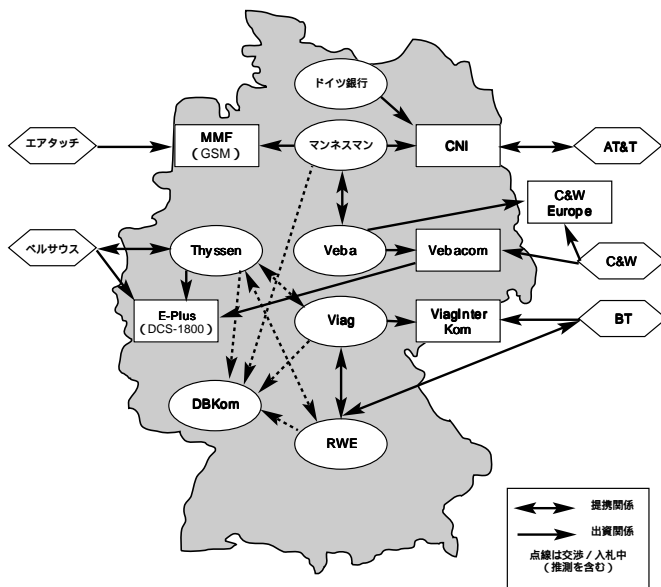 ドイツ銀行
エアタッチ
MMF
(GSM)
マンネスマン
CNI
AT&T
C&W
Europe
ベルサウス
Thyssen
Veba
Vebacom
C&W
E-Plus
(DCS-1800)
Viag
ViagInter
Kom
BT
DBKom
RWE
提携関係
出資関係
点線は交渉/入札中
(推測を含む)